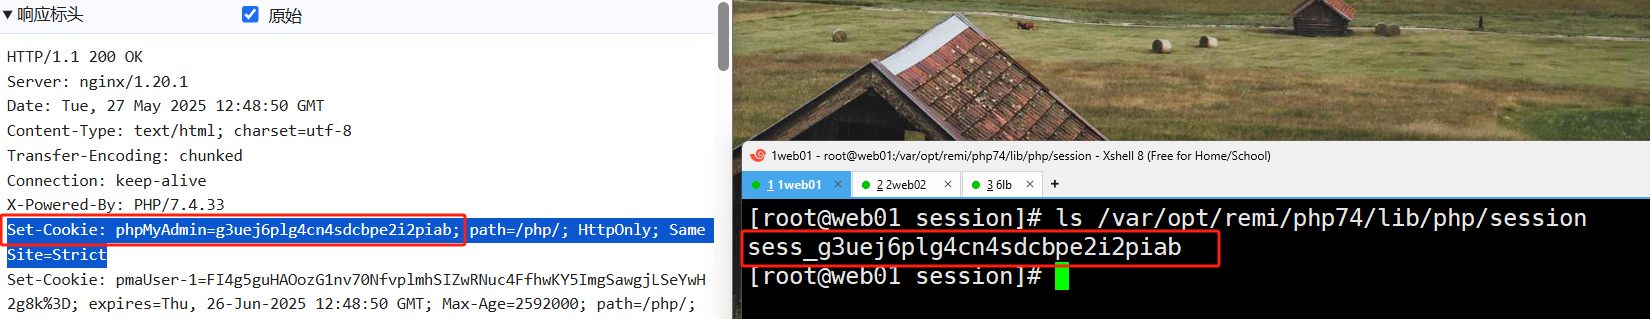 响应标头
原始
HTTP/1.1 200 OK
Server: nginx/1.20.1
Date: Tue, 27 May 2025 12:48:50 GMT
Content-Type: text/html; charset=utf-8
Transfer-Encoding: chunked
Connection: keep-alive
X-Powered-By: PHP/7.4.33
Set-Cookie: phpMyAdmin=g3uej6plg4cn4sdcbpe2i2piab; path=/php/; HttpOnly; Same
Site=Strict
Set-Cookie: pmaUser-1=FI4g5guHAOozG1nv70NfvplmhSIZwRNuc4FfhwKY5ImgSawgjLSeYwH
2g8k%3D; expires=Thu, 26-Jun-2025 12:48:50 GMT; Max-Age=2592000; path=/php/;
1web01 - root@web01:/var/opt/remi/php74/lib/php/session - Xshell 8 (Free for Home/School)
1 1web01 × 2 2web02 × 3 6lb × +
[root@web01 session]# ls /var/opt/remi/php74/lib/php/session
sess_g3uej6plg4cn4sdcbpe2i2piab
[root@web01 session]#